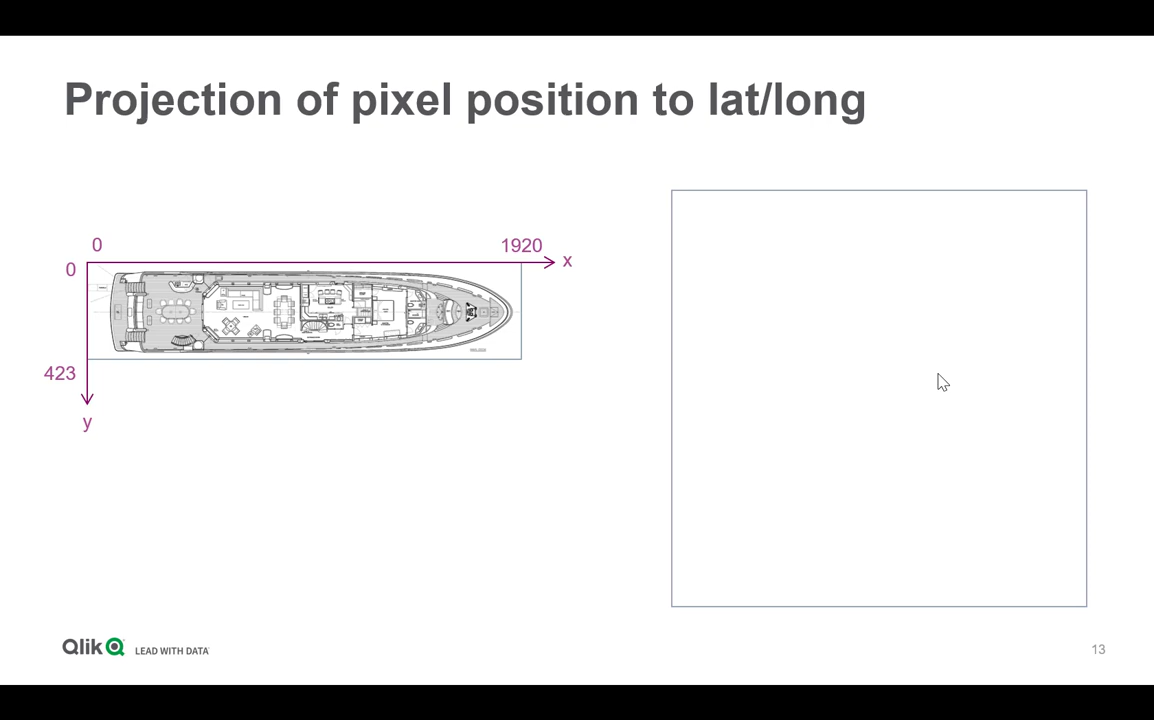 Projection of pixel position to lat/long
0
1920
x
0
423
y
Qlik
LEAD WITH DATA
13